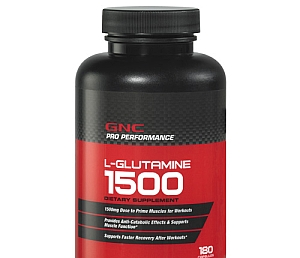 GNC
PRO PERFORMANCE
L-GLUTAMINE
1500
DIETARY SUPPLEMENT
1500mg Dose to Prime Muscles for Workouts
Provides Anti-Catabolic Effects & Supports
Muscle Function*
Supports Faster Recovery After Workouts*
180